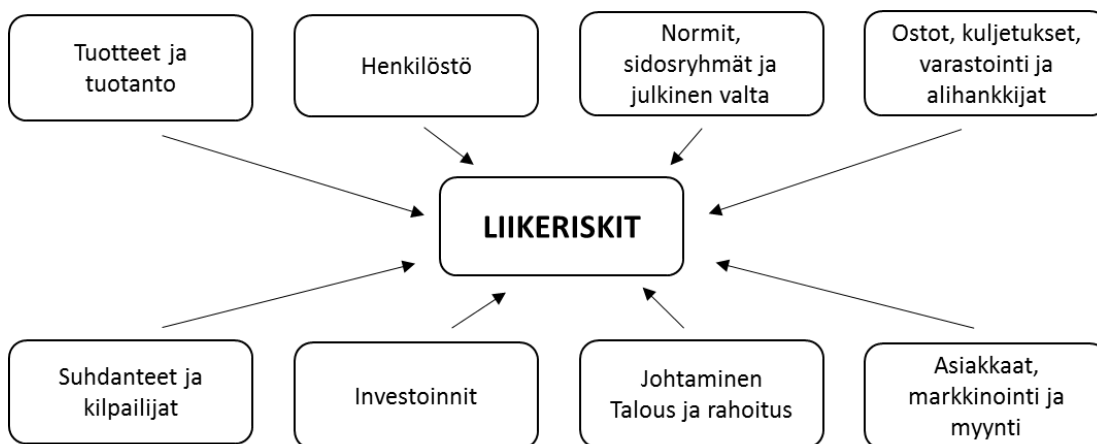 Tuotteet ja
tuotanto
Henkilöstö
Normit,
sidosryhmät ja
julkinen valta
Ostot, kuljetukset,
varastointi ja
alihankkijat
LIIKERISKIT
Suhdanteet ja
kilpailijat
Investoinnit
Johtaminen
Talous ja rahoitus
Asiakkaat,
markkinointi ja
myynti